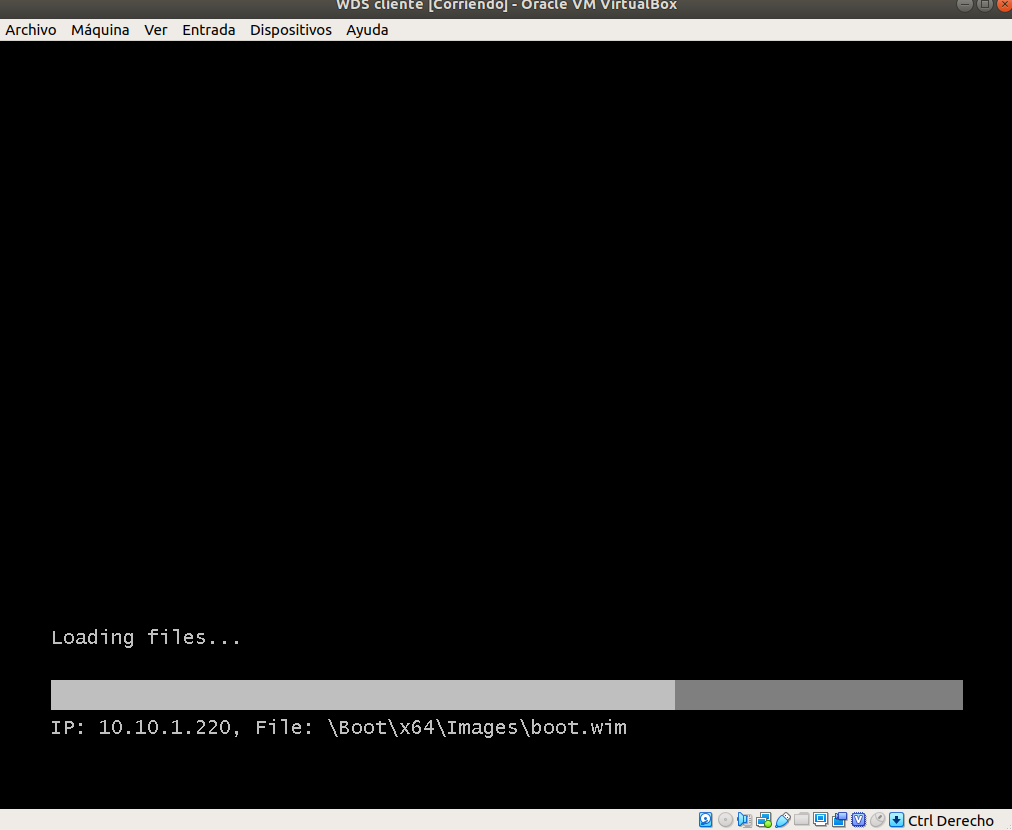 WDS cliente [Corriendo] - Oracle VM VirtualBox
Archivo Máquina Ver Entrada Dispositivos Ayuda
Loading files...
IP: 10.10.1.220, File: \Boot\x64\Images\boot.wim
Ctrl Derecho